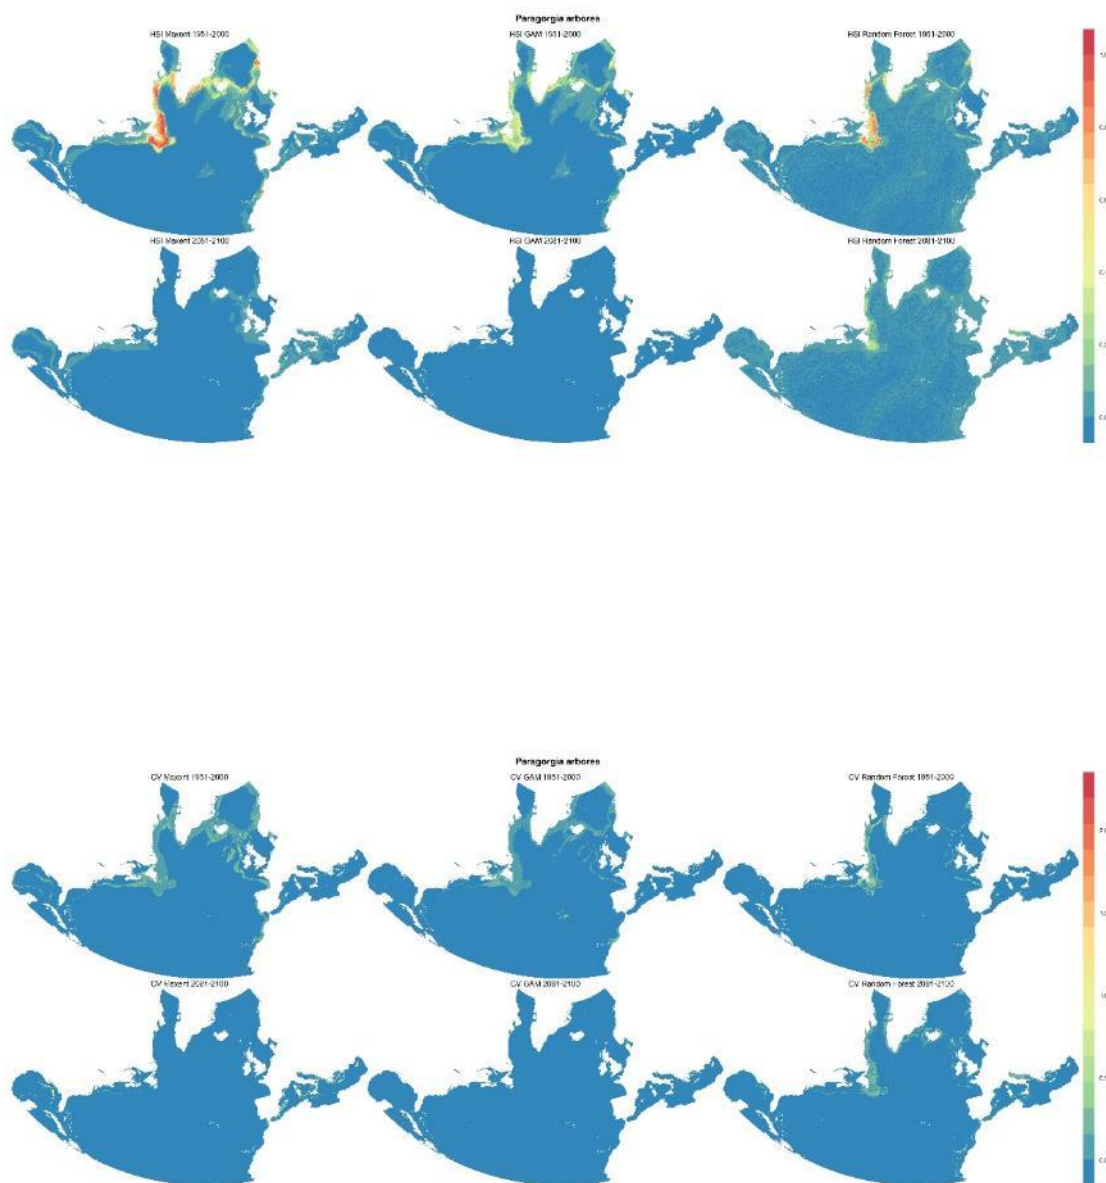 Paragorgia arborea
HSI Maxent 1951-2000 HSI GAM 1951-2000 HSI Random Forest 1951-2000
HSI Maxent 2081-2100 HSI GAM 2081-2100 HSI Random Forest 2081-2100
Paragorgia arborea
CV Maxent 1951-2000 CV GAM 1951-2000 CV Random Forest 1951-2000
CV Maxent 2081-2100 CV GAM 2081-2100 CV Random Forest 2081-2100